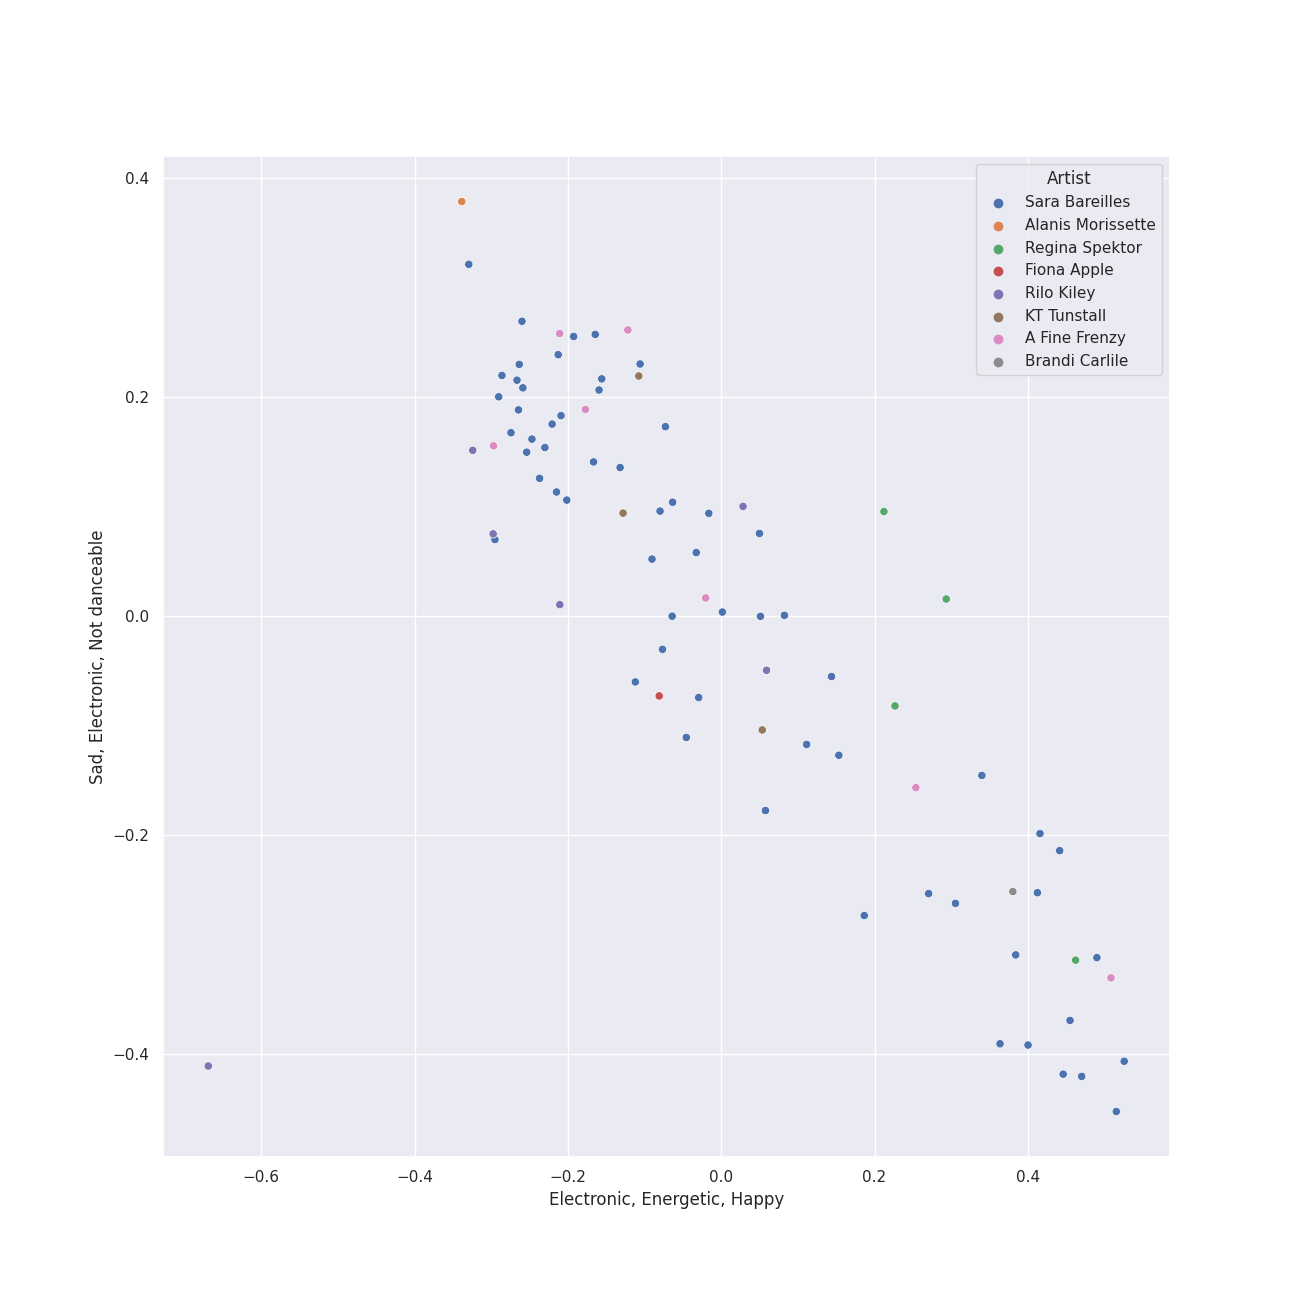 Artist
Sara Bareilles
Alanis Morissette
Regina Spektor
Fiona Apple
Rilo Kiley
KT Tunstall
A Fine Frenzy
Brandi Carlile
Sad, Electronic, Not danceable
0.4
0.2
0.0
−0.2
−0.4
−0.6
−0.4
−0.2
0.0
0.2
0.4
Electronic, Energetic, Happy